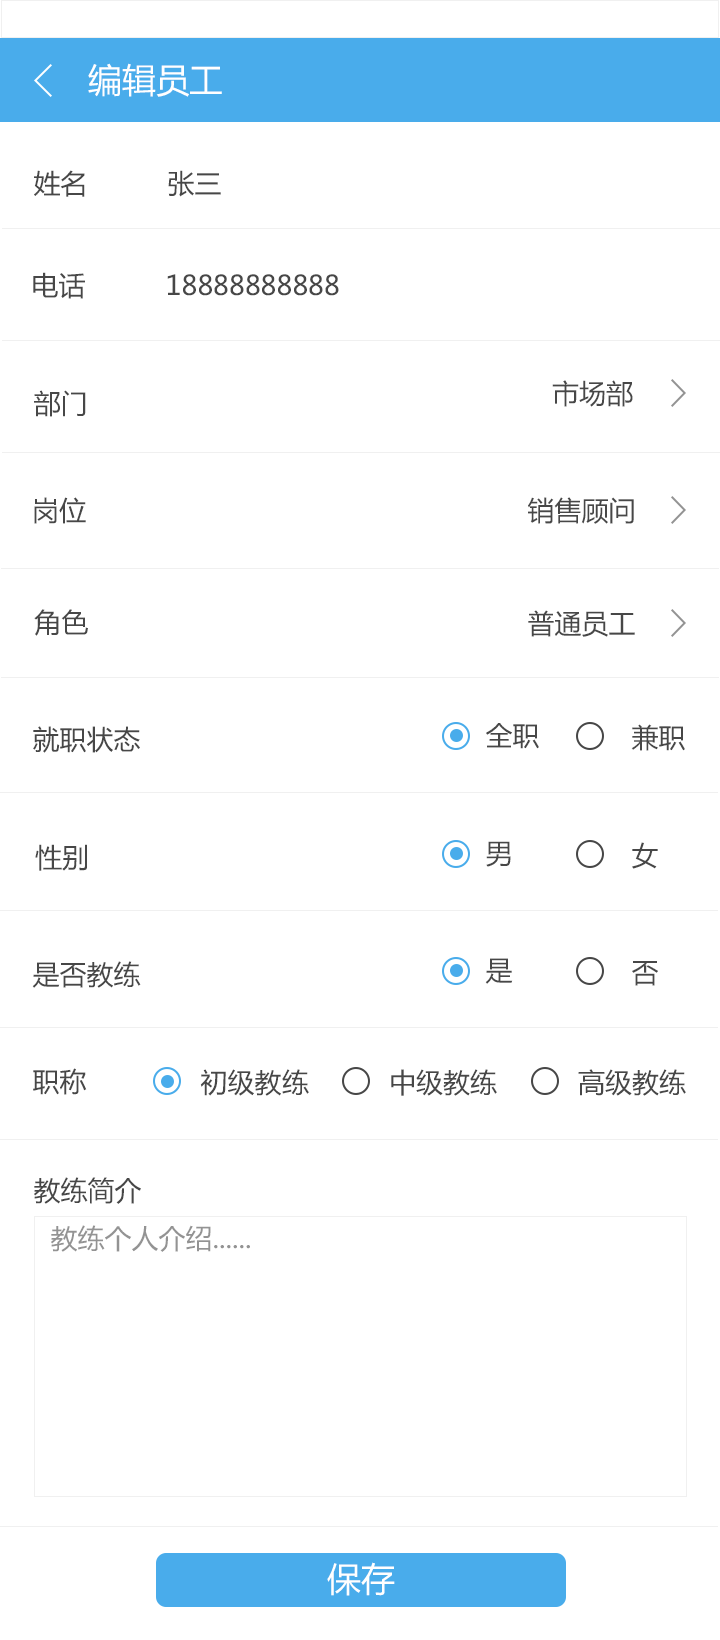 编辑员工
姓名 张三
电话 18888888888
部门 市场部
岗位 销售顾问
角色 普通员工
就职状态 全职 兼职
性别 男 女
是否教练 是 否
职称 初级教练 中级教练 高级教练
教练简介
教练个人介绍......
保存